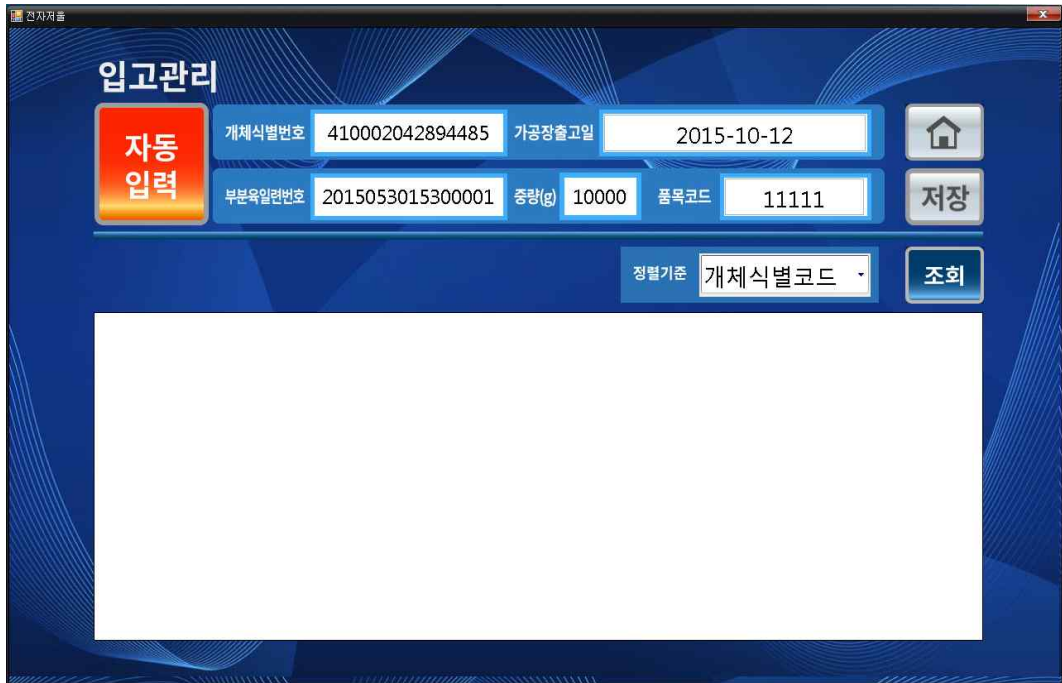 전자저울
입고관리
자동
입력
개체식별번호 410002042894485 가공장출고일 2015-10-12
부분육일련번호 2015053015300001 중량(g) 10000 품목코드 11111
저장
정렬기준 개체식별코드 조회